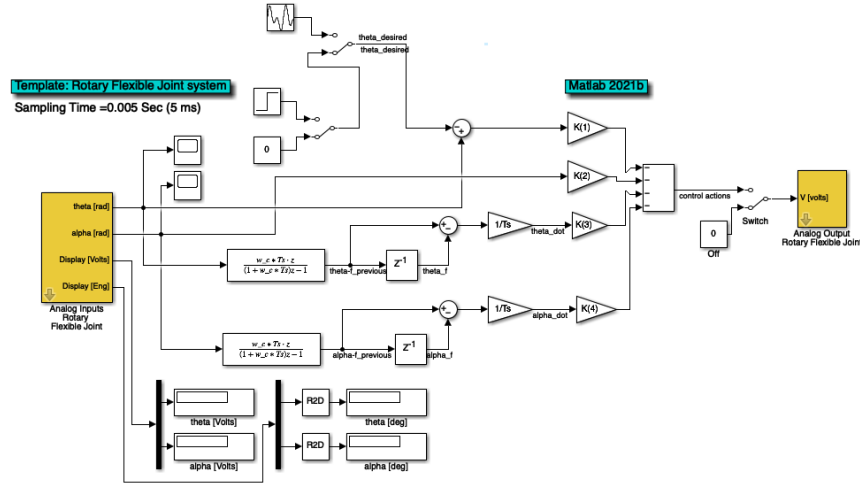 theta_desired
theta_desired
Template: Rotary Flexible Joint system
Matlab 2021b
Sampling Time =0.005 Sec (5 ms)
0
K(1)
K(2)
theta [rad]
alpha [rad]
Display [Volts]
Display [Eng]
Analog Inputs
Rotary
Flexible Joint
control actions
Switch
0
Off
V [volts]
Analog Output
Rotary Flexible Joint
1/Ts
theta_dot
K(3)
w_c * Ts · z
(1 + w_c * Ts)z − 1
theta-f_previous
Z-1
theta_f
1/Ts
alpha_dot
K(4)
w_c * Ts · z
(1 + w_c * Ts)z − 1
alpha-f_previous
Z-1
alpha_f
theta [Volts]
R2D
theta [deg]
alpha [Volts]
R2D
alpha [deg]